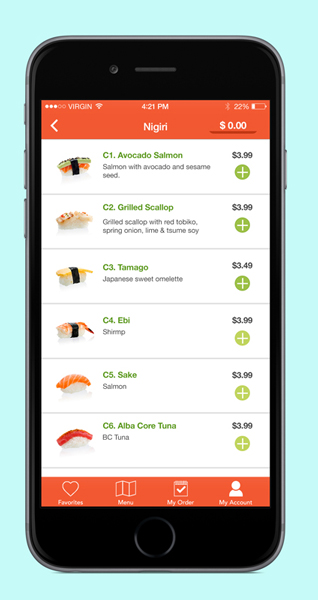 VIRGIN 4:21 PM 22%
Nigiri $ 0.00
C1. Avocado Salmon $3.99
Salmon with avocado and sesame
seed.
C2. Grilled Scallop $3.99
Grilled scallop with red tobiko,
spring onion, lime & tsume soy
C3. Tamago $3.49
Japanese sweet omelette
C4. Ebi $3.99
Shirmp
C5. Sake $3.99
Salmon
C6. Alba Core Tuna $3.99
BC Tuna
Favorites Menu My Order My Account